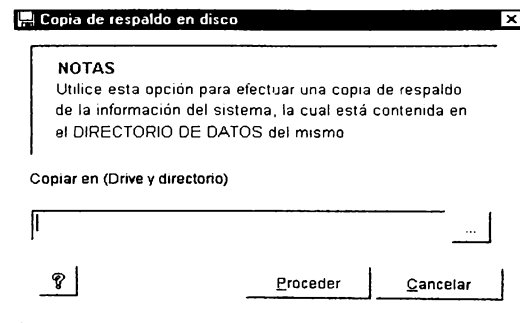 Copia de respaldo en disco
NOTAS
Utilice esta opción para efectuar una copia de respaldo
de la información del sistema, la cual está contenida en
el DIRECTORIO DE DATOS del mismo
Copiar en (Drive y directorio)
...
?
Proceder
Cancelar